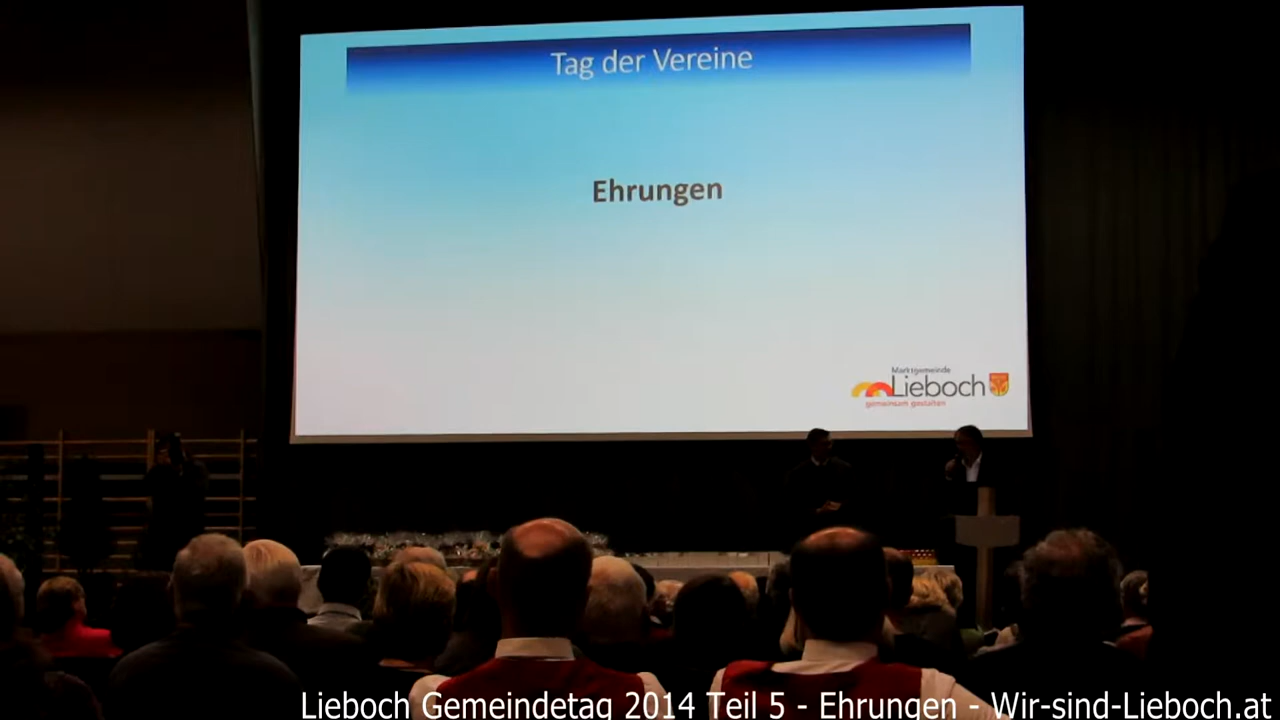 Tag der Vereine
Ehrungen
Marktgemeinde
Lieboch
gemeinsam gestalten
Lieboch Gemeindetag 2014 Teil 5 - Ehrungen - Wir-sind-Lieboch.at